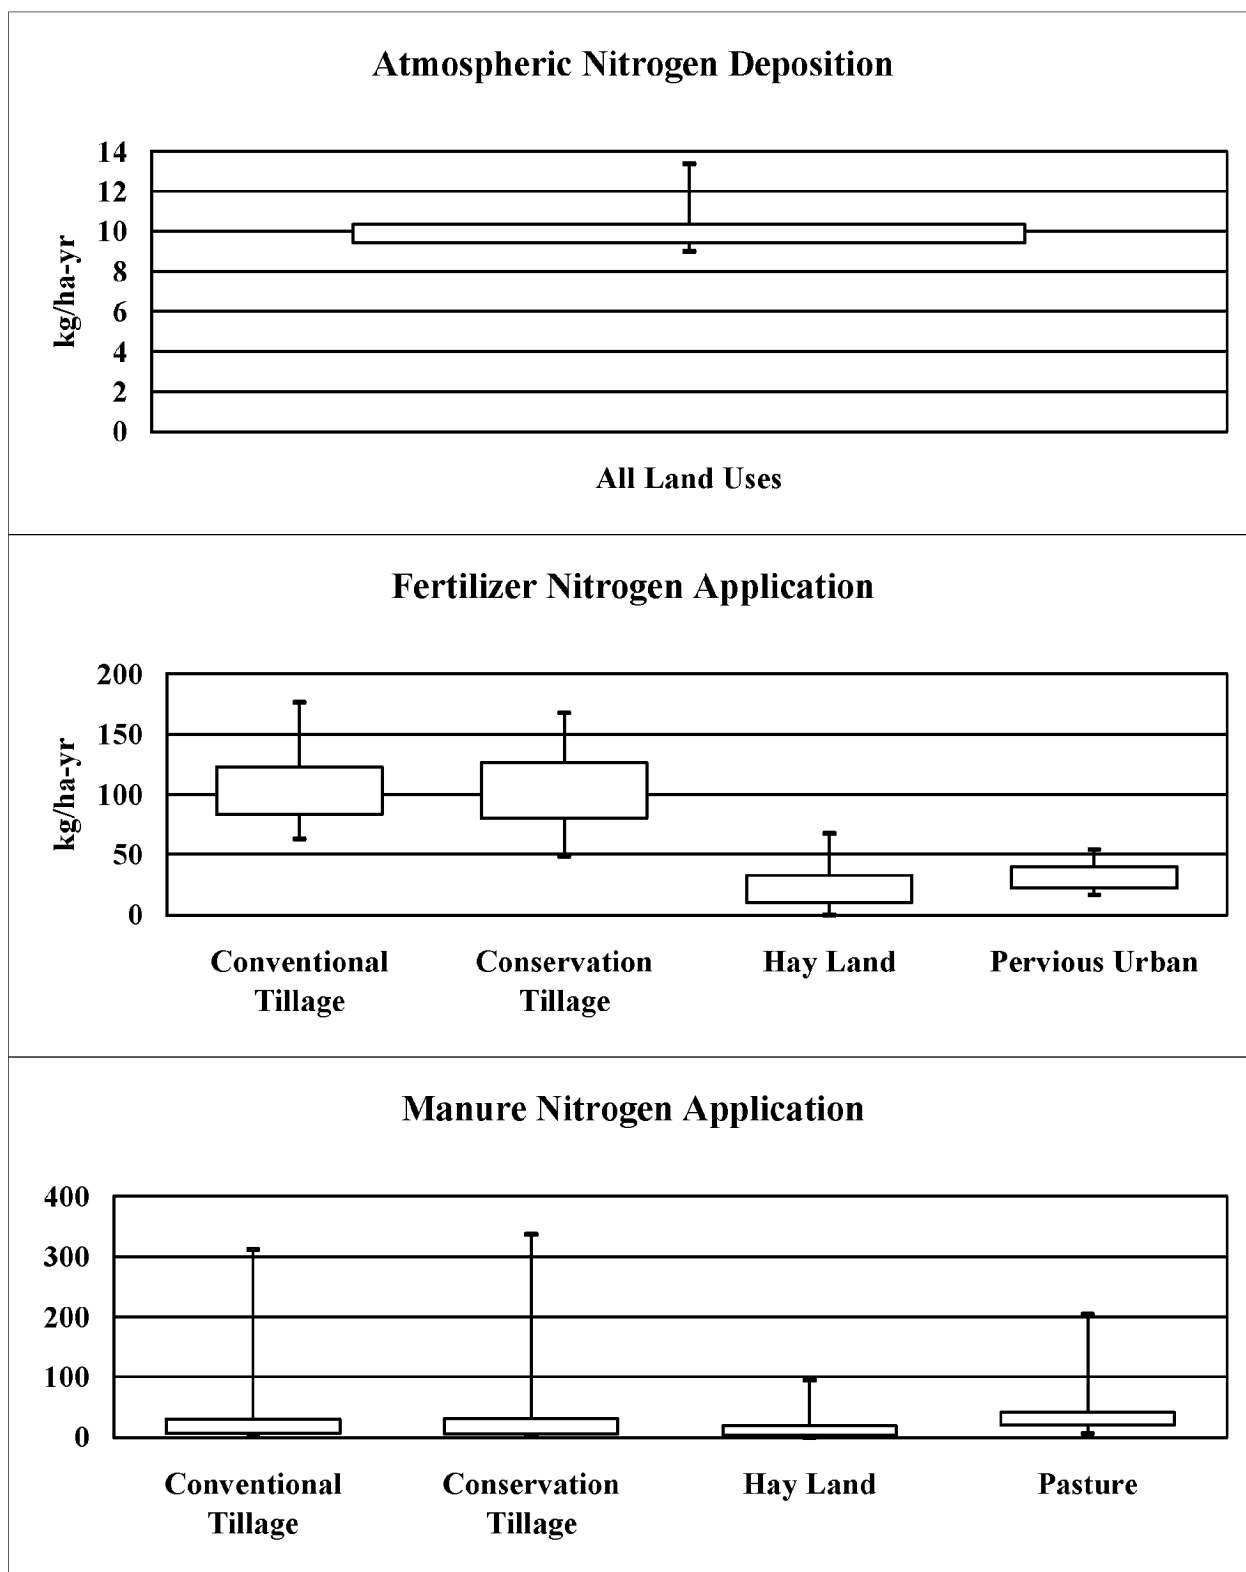 Atmospheric Nitrogen Deposition
14
12
10
8
6
4
2
0
kg/ha-yr
All Land Uses
Fertilizer Nitrogen Application
200
150
100
50
0
kg/ha-yr
Conventional Tillage
Conservation Tillage
Hay Land
Pervious Urban
Manure Nitrogen Application
400
300
200
100
0
Conventional Tillage
Conservation Tillage
Hay Land
Pasture